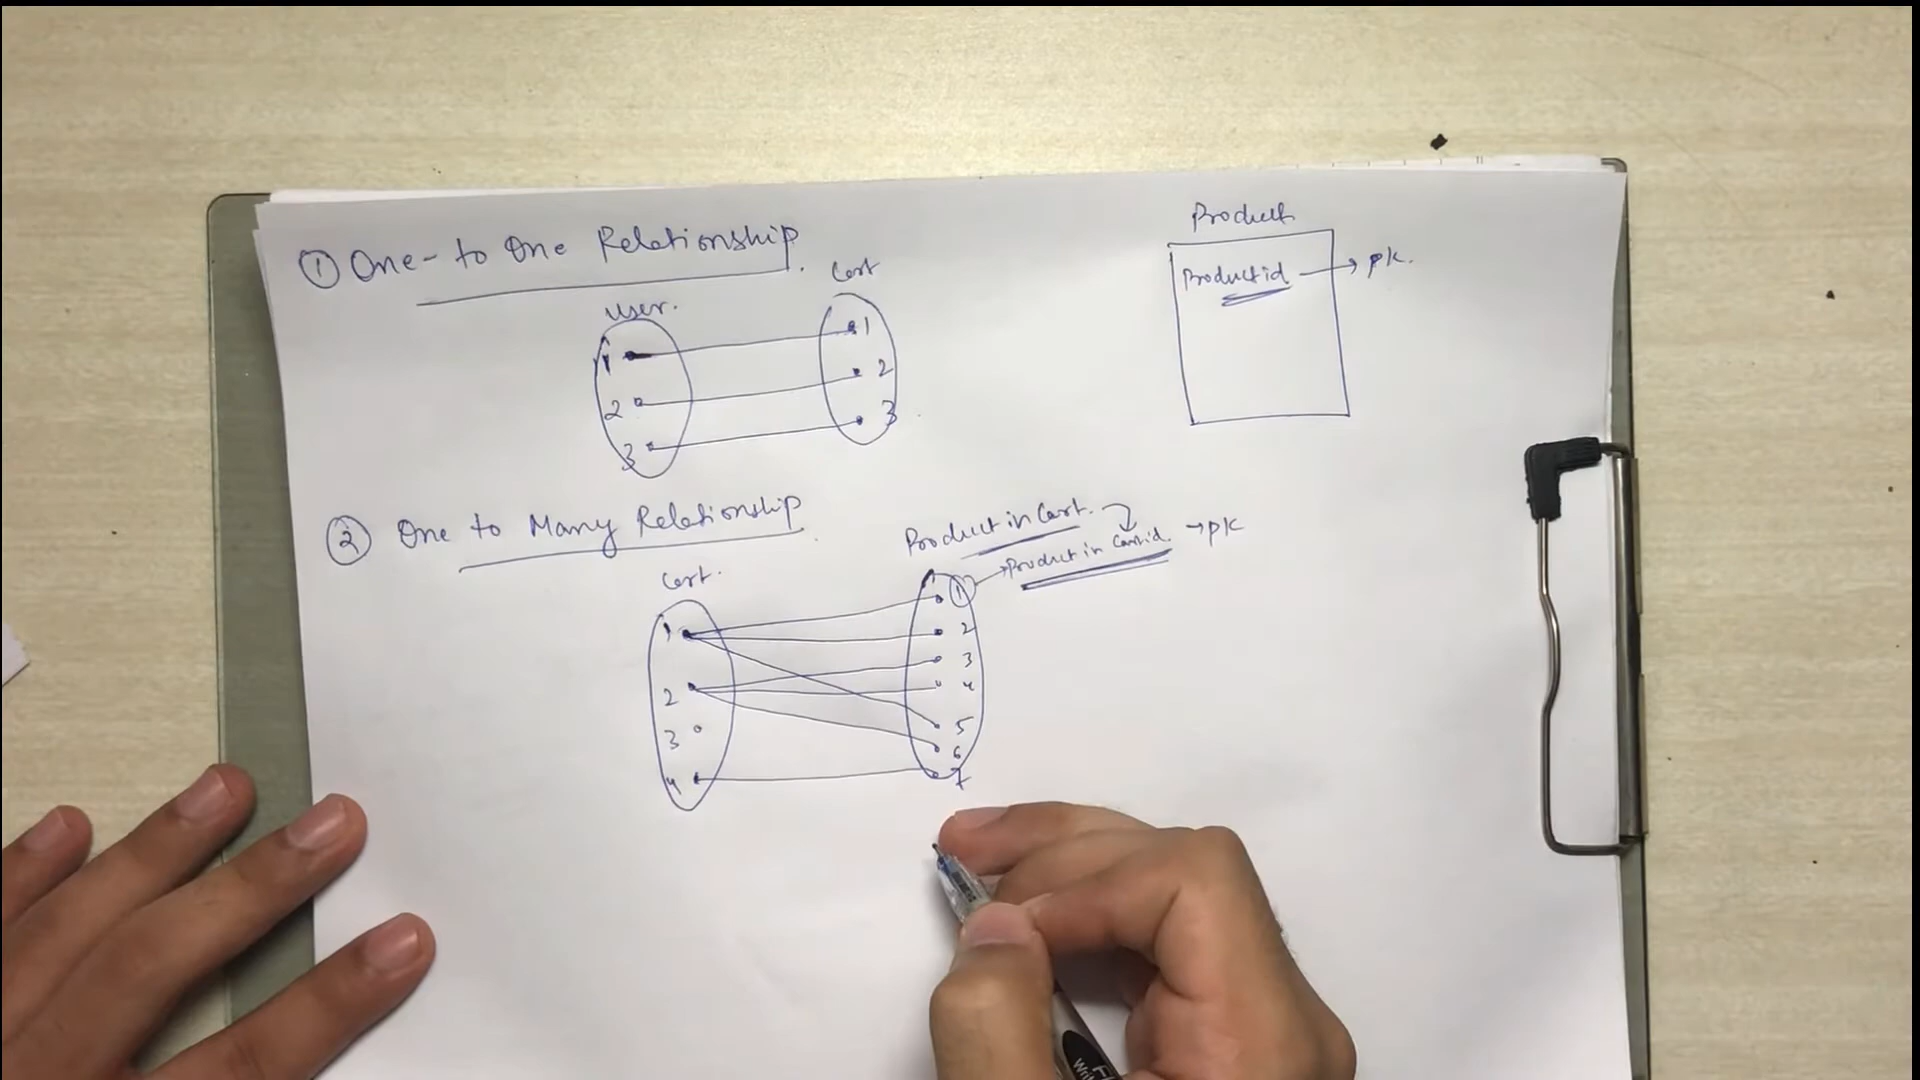 ① One-to One Relationship.
User.
Cart
1
2
3
1
2
3
Product
Productid → pk.
② One to Many Relationship.
Cart.
Product in Cart.
→ Product in Cartid. → pk
1
2
3
4
1
2
3
4
5
6
7